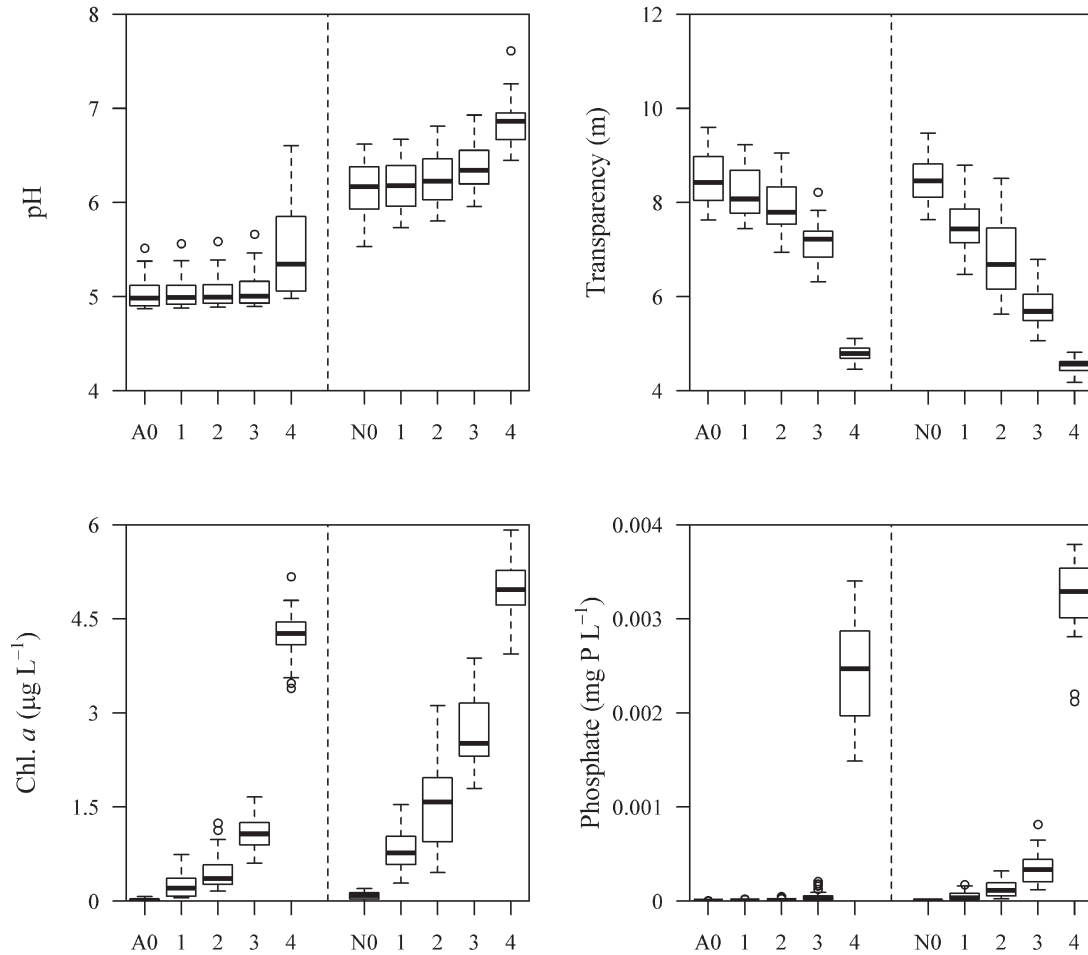 pH
8
7
6
5
4
A0 1 2 3 4 N0 1 2 3 4
Transparency (m)
12
10
8
6
4
A0 1 2 3 4 N0 1 2 3 4
Chl. a (µg L⁻¹)
6
4.5
3
1.5
0
A0 1 2 3 4 N0 1 2 3 4
Phosphate (mg P L⁻¹)
0.004
0.003
0.002
0.001
0
A0 1 2 3 4 N0 1 2 3 4